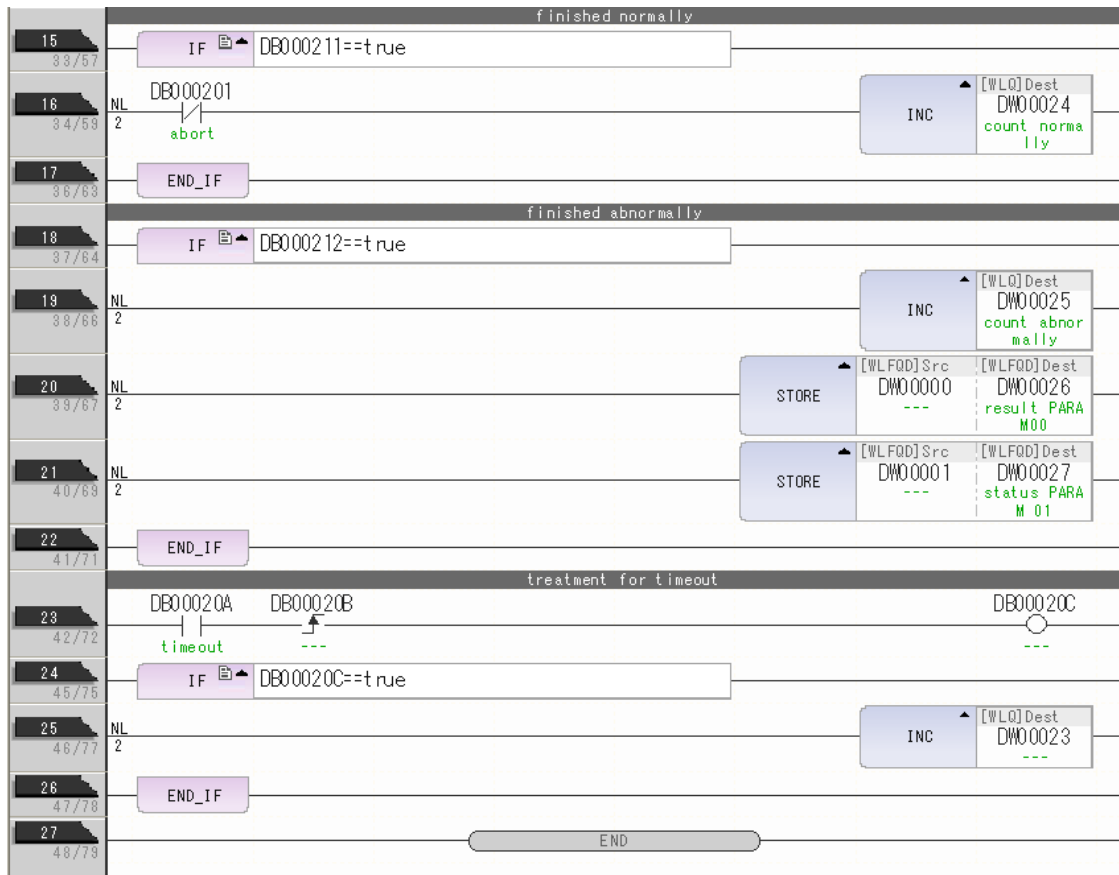 finished normally
15
33/57
IF DB000211==true
16
34/59
NL
2
DB000201
abort
INC
[WLQ]Dest
DW00024
count norma
lly
17
36/63
END_IF
finished abnormally
18
37/64
IF DB000212==true
19
38/66
NL
2
INC
[WLQ]Dest
DW00025
count abnor
mally
20
39/67
NL
2
STORE
[WLFQD]Src [WLFQD]Dest
DW00000 DW00026
--- result PARA
M00
21
40/69
NL
2
STORE
[WLFQD]Src [WLFQD]Dest
DW00001 DW00027
--- status PARA
M 01
22
41/71
END_IF
treatment for timeout
23
42/72
DB00020A DB00020B DB00020C
timeout --- ---
24
45/75
IF DB00020C==true
25
46/77
NL
2
INC
[WLQ]Dest
DW00023
---
26
47/78
END_IF
27
48/79
END